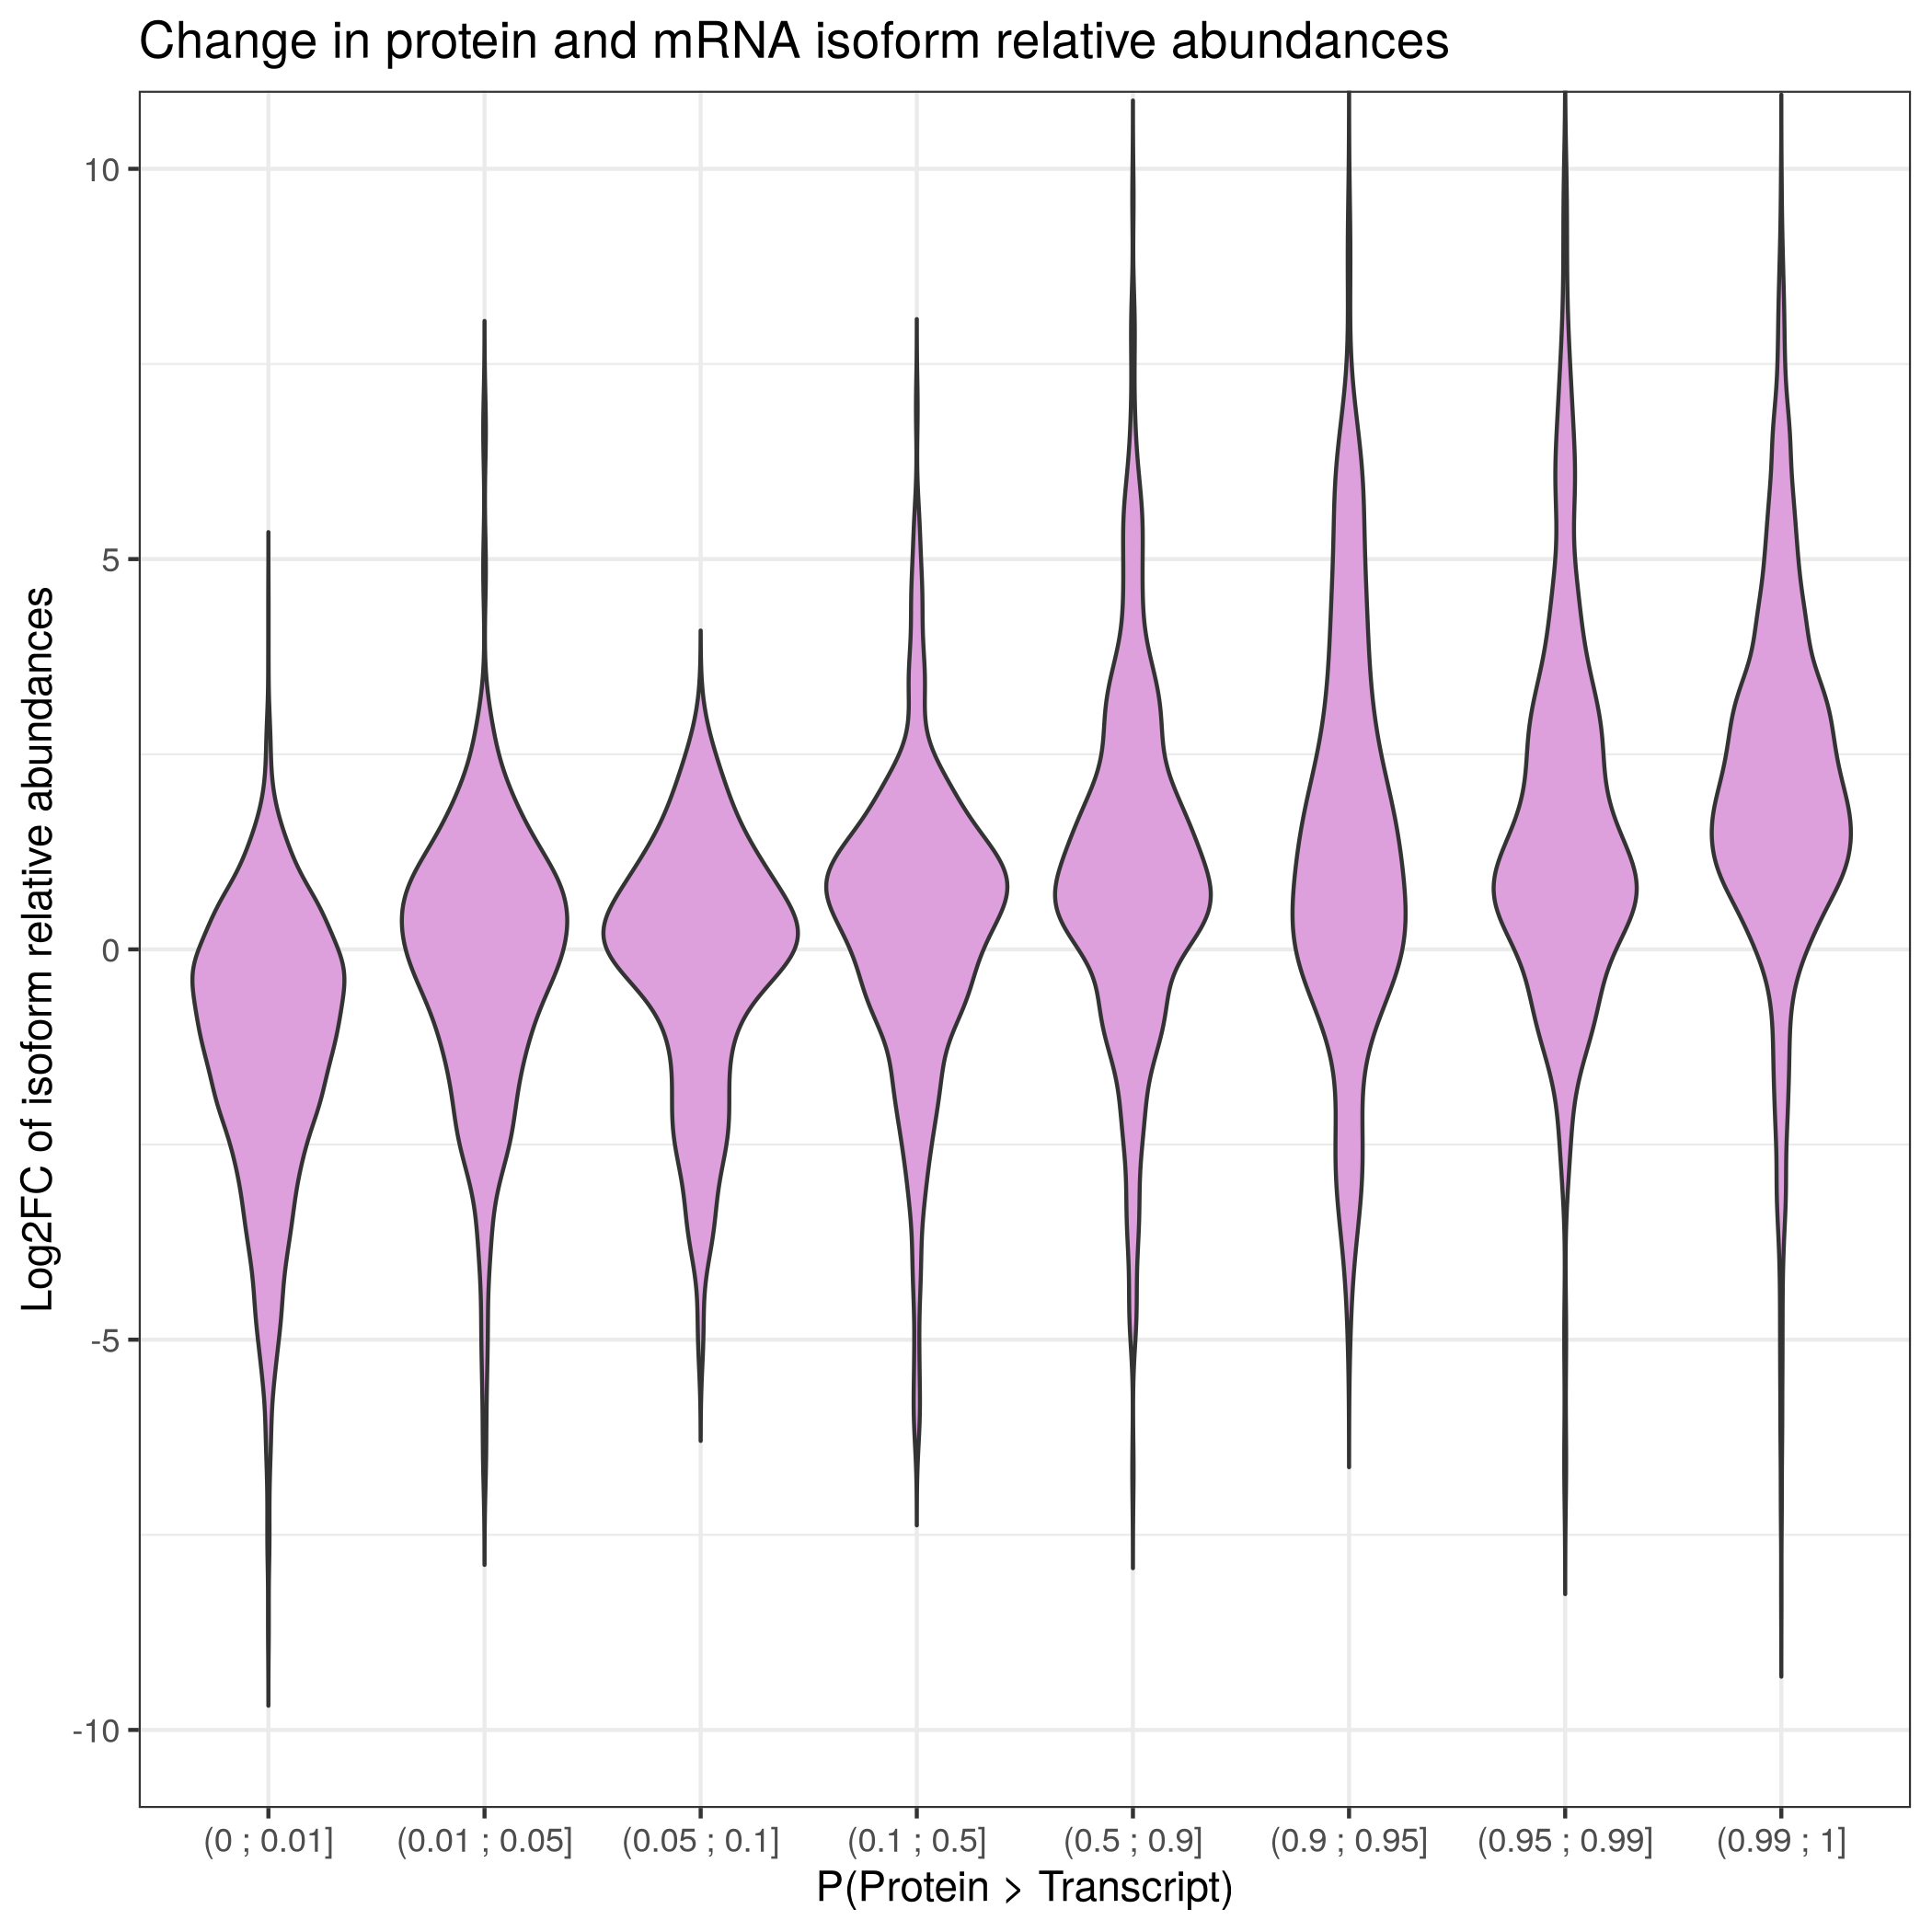 Change in protein and mRNA isoform relative abundances
Log2FC of isoform relative abundances
10
5
0
-5
-10
(0 ; 0.01]
(0.01 ; 0.05]
(0.05 ; 0.1]
(0.1 ; 0.5]
(0.5 ; 0.9]
(0.9 ; 0.95]
(0.95 ; 0.99]
(0.99 ; 1]
P(Protein > Transcript)